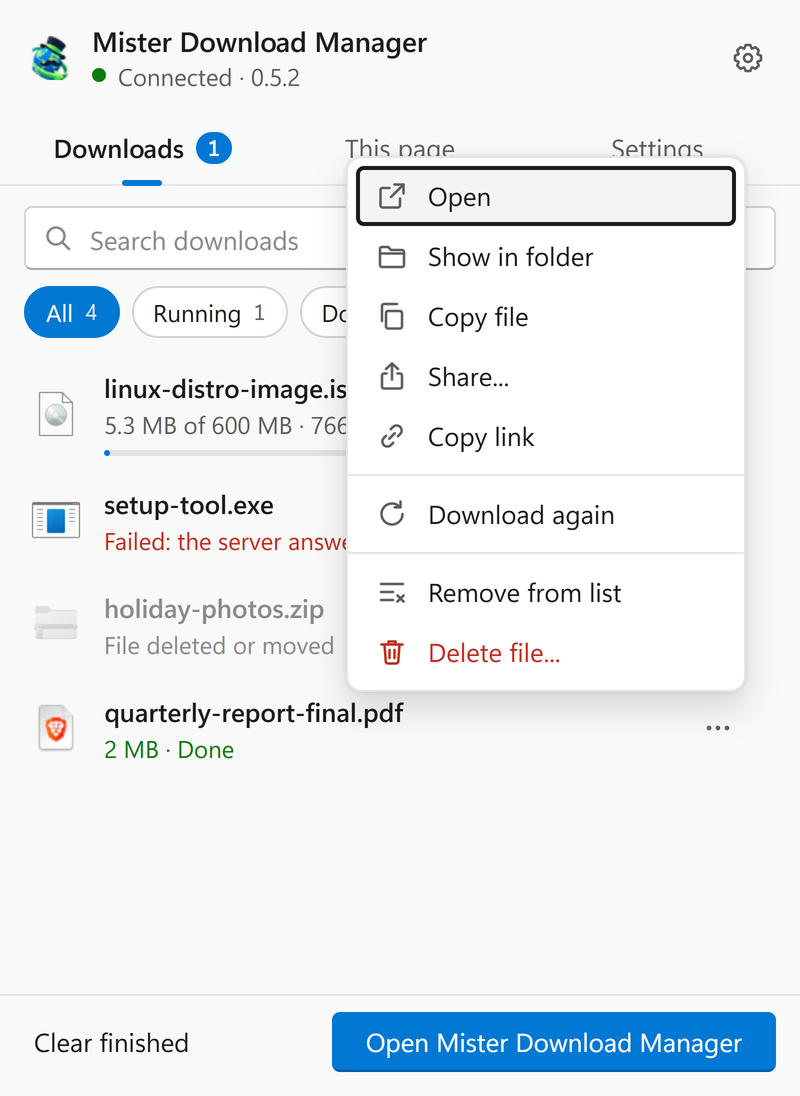 Mister Download Manager
Connected · 0.5.2
Downloads 1
This page
Settings
Search downloads
All 4
Running 1
linux-distro-image.is
5.3 MB of 600 MB · 766
setup-tool.exe
Failed: the server answe
holiday-photos.zip
File deleted or moved
quarterly-report-final.pdf
2 MB · Done
Open
Show in folder
Copy file
Share...
Copy link
Download again
Remove from list
Delete file...
Clear finished
Open Mister Download Manager